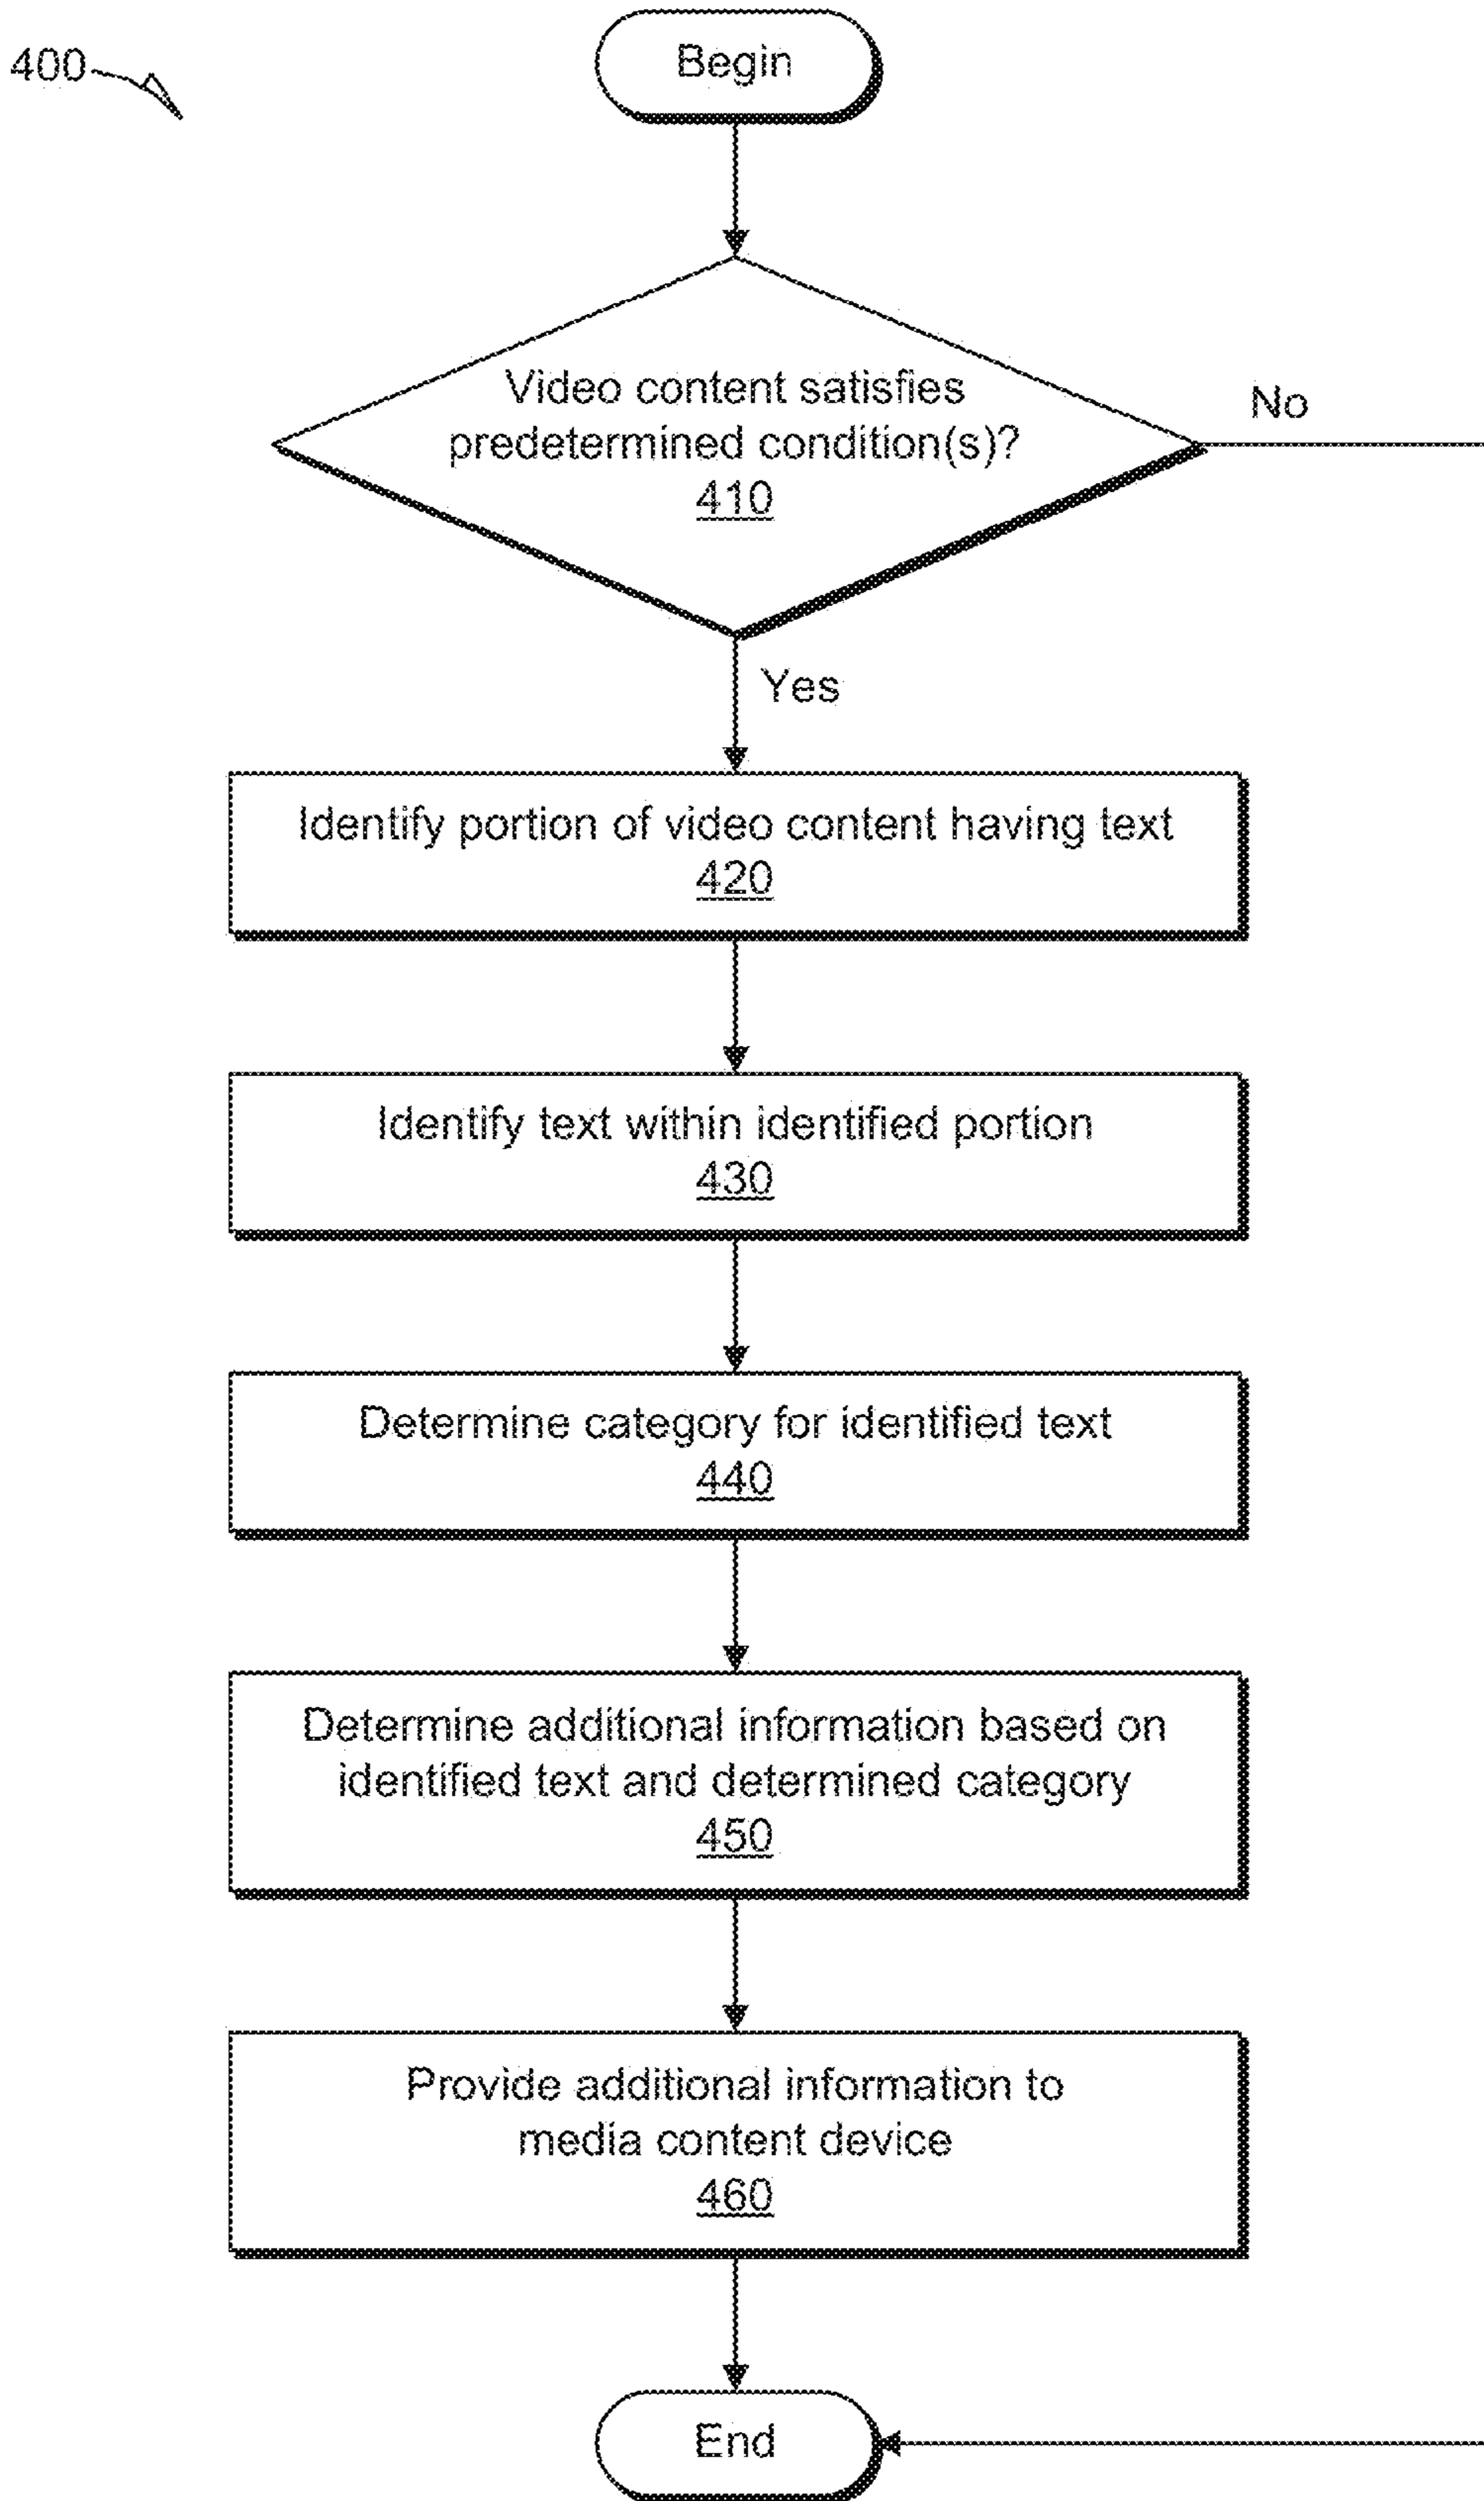 400
Begin
Video content satisfies
predetermined condition(s)?
410
No
Yes
Identify portion of video content having text
420
Identify text within identified portion
430
Determine category for identified text
440
Determine additional information based on
identified text and determined category
450
Provide additional information to
media content device
460
End